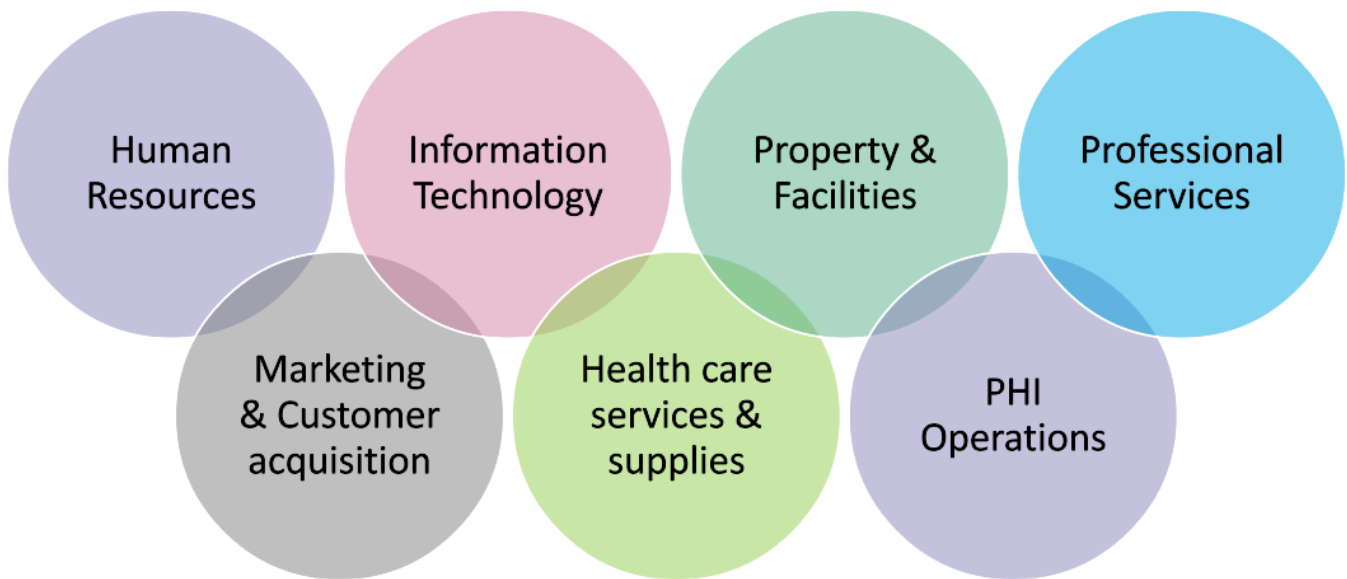 Human
Resources
Information
Technology
Property &
Facilities
Professional
Services
Marketing
& Customer
acquisition
Health care
services &
supplies
PHI
Operations